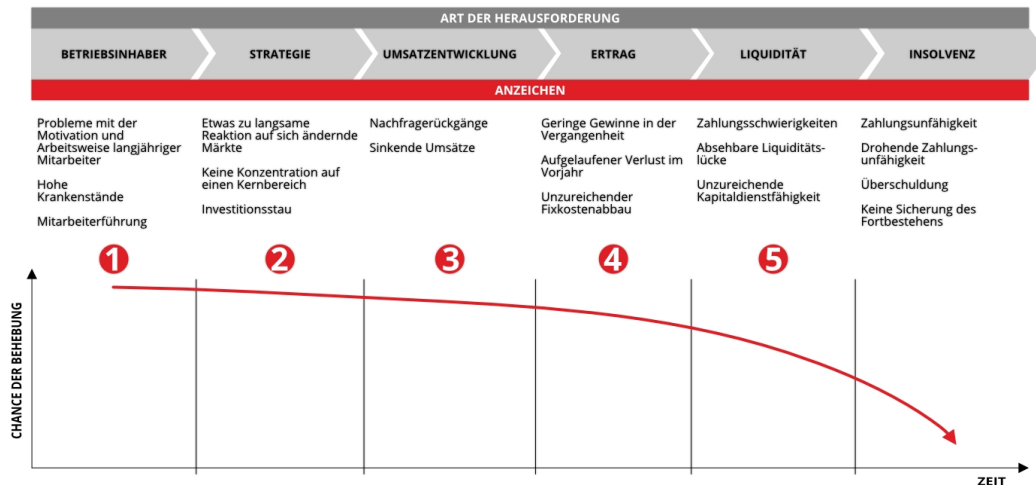 ART DER HERAUSFORDERUNG
BETRIEBSINHABER
STRATEGIE
UMSATZENTWICKLUNG
ERTRAG
LIQUIDITÄT
INSOLVENZ
ANZEICHEN
Probleme mit der
Motivation und
Arbeitsweise langjähriger
Mitarbeiter
Hohe
Krankenstände
Mitarbeiterführung
Etwas zu langsame
Reaktion auf sich ändernde
Märkte
Keine Konzentration auf
einen Kernbereich
Investitionsstau
Nachfragerückgänge
Sinkende Umsätze
Geringe Gewinne in der
Vergangenheit
Aufgelaufener Verlust im
Vorjahr
Unzureichender
Fixkostenabbau
Zahlungsschwierigkeiten
Absehbare Liquiditäts-
lücke
Unzureichende
Kapitaldienstfähigkeit
Zahlungsunfähigkeit
Drohende Zahlungs-
unfähigkeit
Überschuldung
Keine Sicherung des
Fortbestehens
1
2
3
4
5
CHANCE DER BEHEBUNG
ZEIT